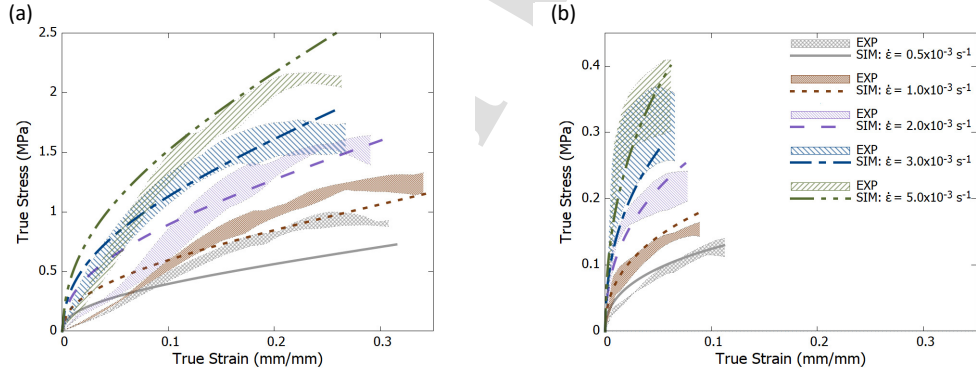 (a)
2.5
2
1.5
1
0.5
0
True Stress (MPa)
0 0.1 0.2 0.3
True Strain (mm/mm)
(b)
0.4
0.3
0.2
0.1
0
True Stress (MPa)
0 0.1 0.2 0.3
True Strain (mm/mm)
EXP
SIM: ε̇ = 0.5x10⁻³ s⁻¹
EXP
SIM: ε̇ = 1.0x10⁻³ s⁻¹
EXP
SIM: ε̇ = 2.0x10⁻³ s⁻¹
EXP
SIM: ε̇ = 3.0x10⁻³ s⁻¹
EXP
SIM: ε̇ = 5.0x10⁻³ s⁻¹